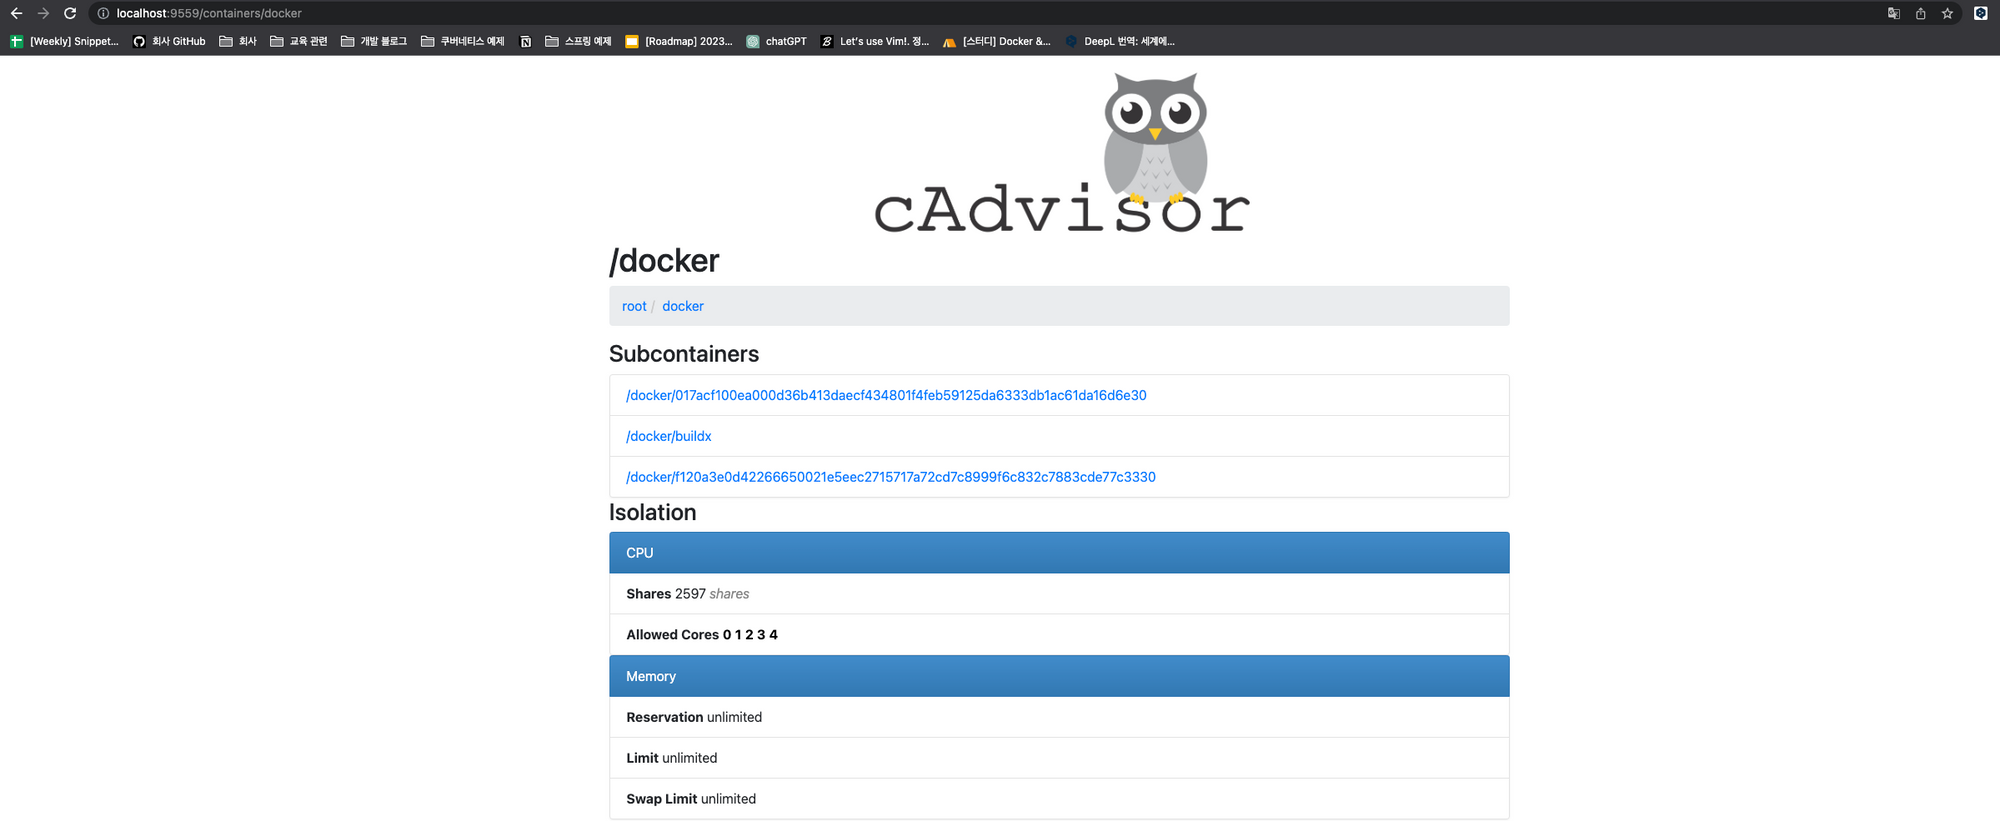 localhost:9559/containers/docker
[Weekly] Snippet... 회사 GitHub 회사 교육 관련 개발 블로그 쿠버네티스 예제 스프링 예제 [Roadmap] 2023... chatGPT Let's use Vim!. 정... [스터디] Docker &... DeepL 번역: 세계에...
cAdvisor
/docker
root / docker
Subcontainers
/docker/017acf100ea000d36b413daecf434801f4feb59125da6333db1ac61da16d6e30
/docker/buildx
/docker/f120a3e0d42266650021e5eec2715717a72cd7c8999f6c832c7883cde77c3330
Isolation
CPU
Shares 2597 shares
Allowed Cores 0 1 2 3 4
Memory
Reservation unlimited
Limit unlimited
Swap Limit unlimited